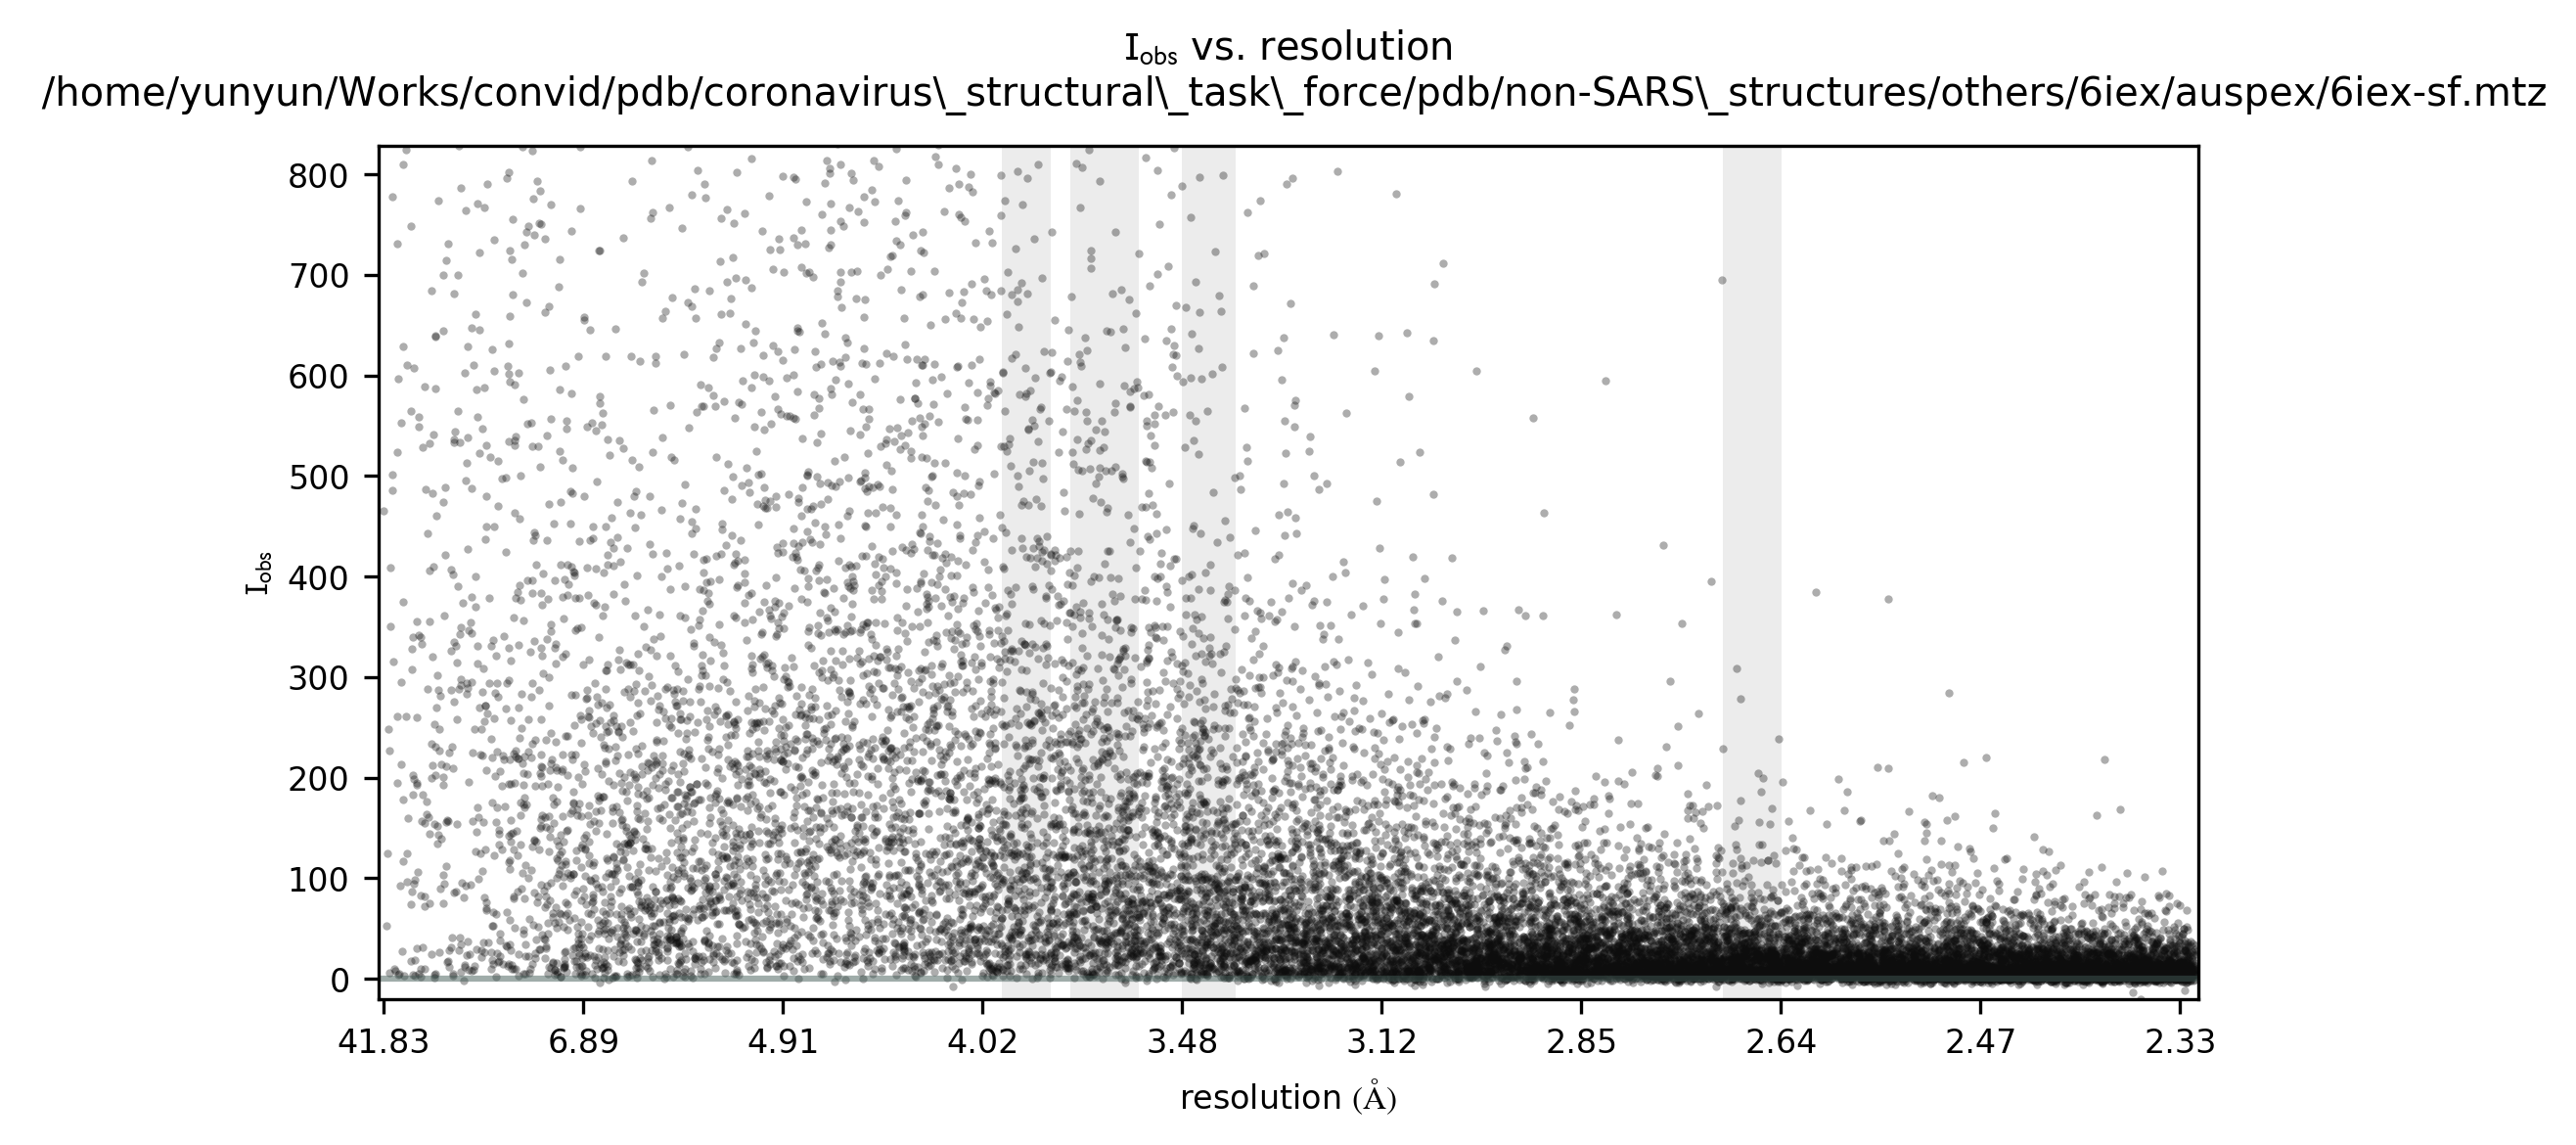 I_obs vs. resolution
/home/yunyun/Works/convid/pdb/coronavirus\_structural\_task\_force/pdb/non-SARS\_structures/others/6iex/auspex/6iex-sf.mtz
800
700
600
500
400
300
200
100
0
I_obs
41.83 6.89 4.91 4.02 3.48 3.12 2.85 2.64 2.47 2.33
resolution (Å)